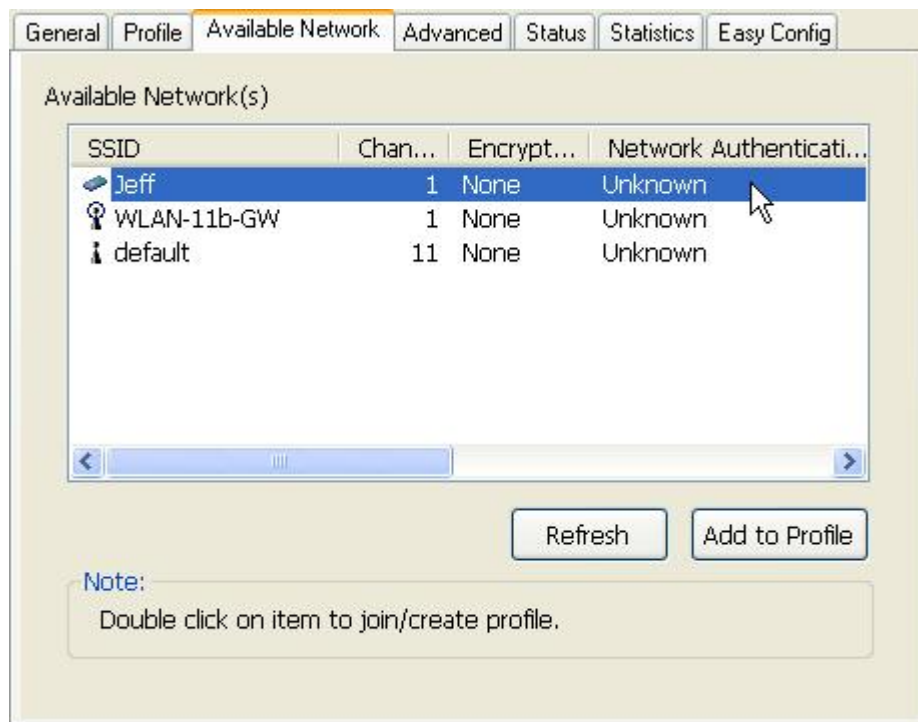 General Profile Available Network Advanced Status Statistics Easy Config
Available Network(s)
SSID Chan... Encrypt... Network Authenticati...
Jeff 1 None Unknown
WLAN-11b-GW 1 None Unknown
default 11 None Unknown
Refresh Add to Profile
Note:
Double click on item to join/create profile.